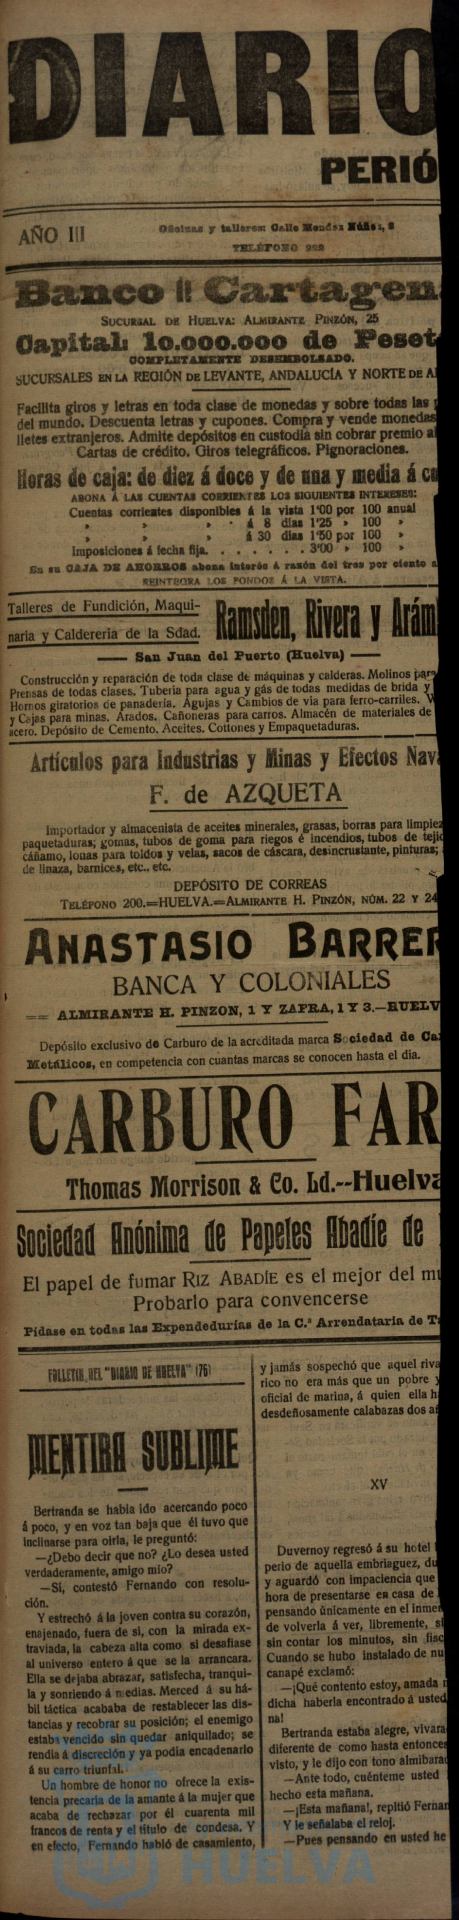 DIARIO
PERIÓ
AÑO III
Oficinas y talleres: Calle Mendez Núñez, 8
TELÉFONO 222
Banco de Cartagen
SUCURSAL DE HUELVA: ALMIRANTE PINZÓN, 25
Capital: 10.000.000 de Peset
COMPLETAMENTE DESEMBOLSADO.
SUCURSALES EN LA REGIÓN DE LEVANTE, ANDALUCÍA Y NORTE DE A
Facilita giros y letras en toda clase de monedas y sobre todas las
del mundo. Descuenta letras y cupones. Compra y vende monedas
lletes extranjeros. Admite depósitos en custodia sin cobrar premio al
Cartas de crédito. Giros telegráficos. Pignoraciones.
Horas de caja: de diez á doce y de una y media á cu
ABONA Á LAS CUENTAS CORRIENTES LOS SIGUIENTES INTERESES:
Cuentas corrientes disponibles á la vista 1'00 por 100 anual
» » » á 8 dias 1'25 » 100 »
» » » á 30 dias 1'50 por 100 »
Imposiciones á fecha fija. . . . . . . 3'00 » 100 »
En su CAJA DE AHORROS abona interés á razón del tres por ciento a
REINTEGRA LOS FONDOS Á LA VISTA.
Talleres de Fundición, Maqui-
naria y Caldereria de la Sdad.
Ramsden, Rivera y Arám
San Juan del Puerto (Huelva)
Construcción y reparación de toda clase de máquinas y calderas. Molinos para
Prensas de todas clases. Tuberia para agua y gás de todas medidas de brida y
Hornos giratorios de panaderia. Agujas y Cambios de via para ferro-carriles. V
y Cajas para minas. Arados. Cañoneras para carros. Almacén de materiales de
acero. Depósito de Cemento. Aceites. Cottones y Empaquetaduras.
Artículos para Industrias y Minas y Efectos Nava
F. de AZQUETA
Importador y almacenista de aceites minerales, grasas, borras para limpiez
paquetaduras; gomas, tubos de goma para riegos é incendios, tubos de teji
cáñamo, lonas para toldos y velas, sacos de cáscara, desincrustante, pinturas;
de linaza, barnices, etc., etc.
DEPÓSITO DE CORREAS
TELÉFONO 200.=HUELVA.=ALMIRANTE H. PINZÓN, NÚM. 22 Y 24
ANASTASIO BARRER
BANCA Y COLONIALES
== ALMIRANTE H. PINZON, 1 Y ZAFRA, 1 Y 3.—HUELV
Depósito exclusivo de Carburo de la acreditada marca Sociedad de Ca
Metálicos, en competencia con cuantas marcas se conocen hasta el dia.
CARBURO FAR
Thomas Morrison & Co. Ld.--Huelva
Sociedad Anónima de Papeles Abadíe de
El papel de fumar RIZ ABADÍE es el mejor del mu
Probarlo para convencerse
Pídase en todas las Expendedurías de la C.ª Arrendataria de T
FOLLETIN DEL "DIARIO DE HUELVA" (76)
MENTIRA SUBLIME
Bertranda se habia ido acercando poco
á poco, y en voz tan baja que él tuvo que
inclinarse para oirla, le preguntó:
—¿Debo decir que no? ¿Lo desea usted
verdaderamente, amigo mio?
—Sí, contestó Fernando con resolu-
ción.
Y estrechó á la joven contra su corazón,
enajenado, fuera de si, con la mirada ex-
traviada, la cabeza alta como si desafiase
al universo entero á que se la arrancara.
Ella se dejaba abrazar, satisfecha, tranqui-
la y sonriendo á medias. Merced á su há-
bil táctica acababa de restablecer las dis-
tancias y recobrar su posición; el enemigo
estaba vencido sin quedar aniquilado; se
rendia á discreción y ya podia encadenarlo
á su carro triunfal.
Un hombre de honor no ofrece la exis-
tencia precaria de la amante á la mujer que
acaba de rechazar por él cuarenta mil
francos de renta y el titulo de condesa. Y
en efecto, Fernando habló de casamiento,
y jamás sospechó que aquel riva
rico no era más que un pobre y
oficial de marina, á quien ella h
desdeñosamente calabazas dos añ
XV
Duvernoy regresó á su hotel
perio de aquella embriaguez, du
y aguardó con impaciencia que
hora de presentarse en casa de
pensando únicamente en el inmen
de volverla á ver, libremente, si
sin contar los minutos, sin fisc
Cuando se hubo instalado de nu
canapé exclamó:
—¡Qué contento estoy, amada
dicha haberla encontrado á usted
na!
Bertranda estaba alegre, vivara
diferente de como hasta entonces
visto, y le dijo con tono almibara
—Ante todo, cuénteme usted
hecho esta mañana.
—¡Esta mañana!, repitió Fernan
Y le señalaba el reloj.
—Pues pensando en usted he
HUELVA